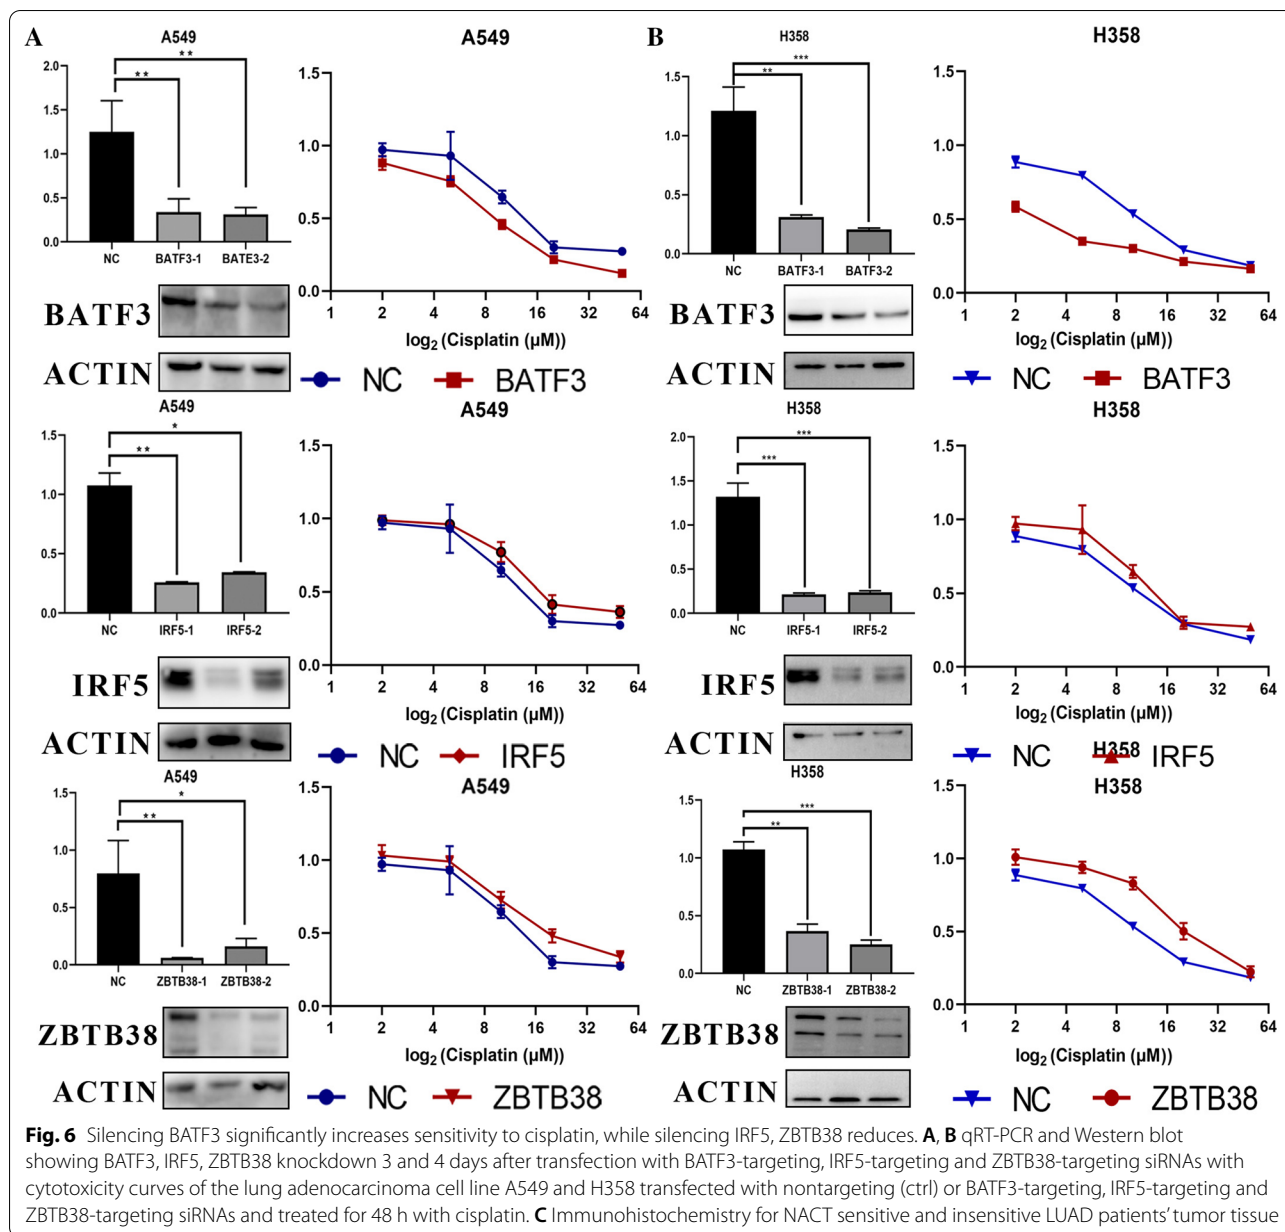 A
A549
2.0
1.5
1.0
0.5
0.0
**
**
NC
BATF3-1
BATE3-2
BATF3
ACTIN
A549
1.5
1.0
0.5
0.0
1 2 4 8 16 32 64
log2 (Cisplatin (μM))
NC BATF3
B
H358
1.5
1.0
0.5
0.0
***
**
NC
BATF3-1
BATF3-2
BATF3
ACTIN
H358
1.5
1.0
0.5
0.0
1 2 4 8 16 32 64
log2 (Cisplatin (μM))
NC BATF3
A549
1.5
1.0
0.5
0.0
*
**
NC
IRF5-1
IRF5-2
IRF5
ACTIN
A549
1.5
1.0
0.5
0.0
1 2 4 8 16 32 64
log2 (Cisplatin (μM))
NC IRF5
H358
2.0
1.5
1.0
0.5
0.0
***
***
NC
IRF5-1
IRF5-2
IRF5
ACTIN
H358
1.5
1.0
0.5
0.0
1 2 4 8 16 32 64
log2 (Cisplatin (μM))
NC IRF5
H358
A549
1.5
1.0
0.5
0.0
*
**
NC
ZBTB38-1
ZBTB38-2
ZBTB38
ACTIN
A549
1.5
1.0
0.5
0.0
1 2 4 8 16 32 64
log2 (Cisplatin (μM))
NC ZBTB38
H358
1.5
1.0
0.5
0.0
***
**
NC
ZBTB38-1
ZBTB38-2
ZBTB38
ACTIN
H358
1.5
1.0
0.5
0.0
1 2 4 8 16 32 64
log2 (Cisplatin (μM))
NC ZBTB38
Fig. 6 Silencing BATF3 significantly increases sensitivity to cisplatin, while silencing IRF5, ZBTB38 reduces. A, B qRT-PCR and Western blot
showing BATF3, IRF5, ZBTB38 knockdown 3 and 4 days after transfection with BATF3-targeting, IRF5-targeting and ZBTB38-targeting siRNAs with
cytotoxicity curves of the lung adenocarcinoma cell line A549 and H358 transfected with nontargeting (ctrl) or BATF3-targeting, IRF5-targeting and
ZBTB38-targeting siRNAs and treated for 48 h with cisplatin. C Immunohistochemistry for NACT sensitive and insensitive LUAD patients' tumor tissue